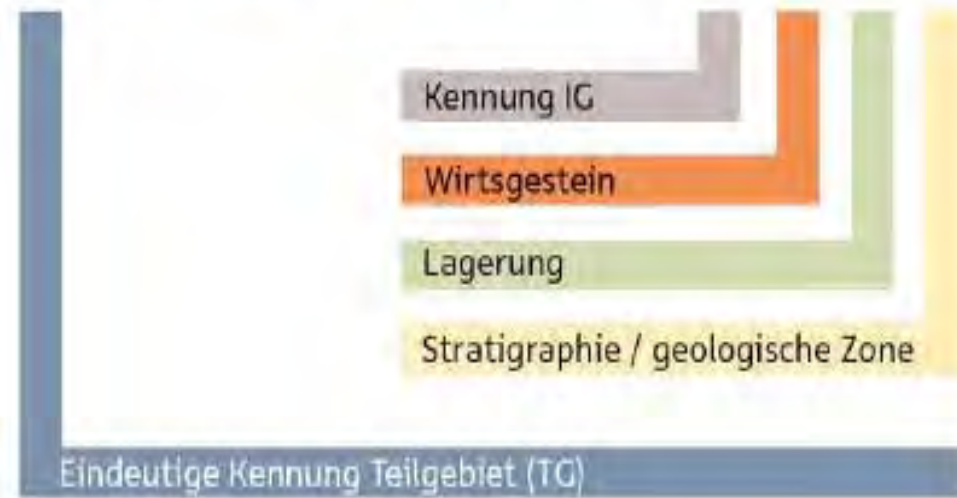 Kennung IG
Wirtsgestein
Lagerung
Stratigraphie / geologische Zone
Eindeutige Kennung Teilgebiet (TG)